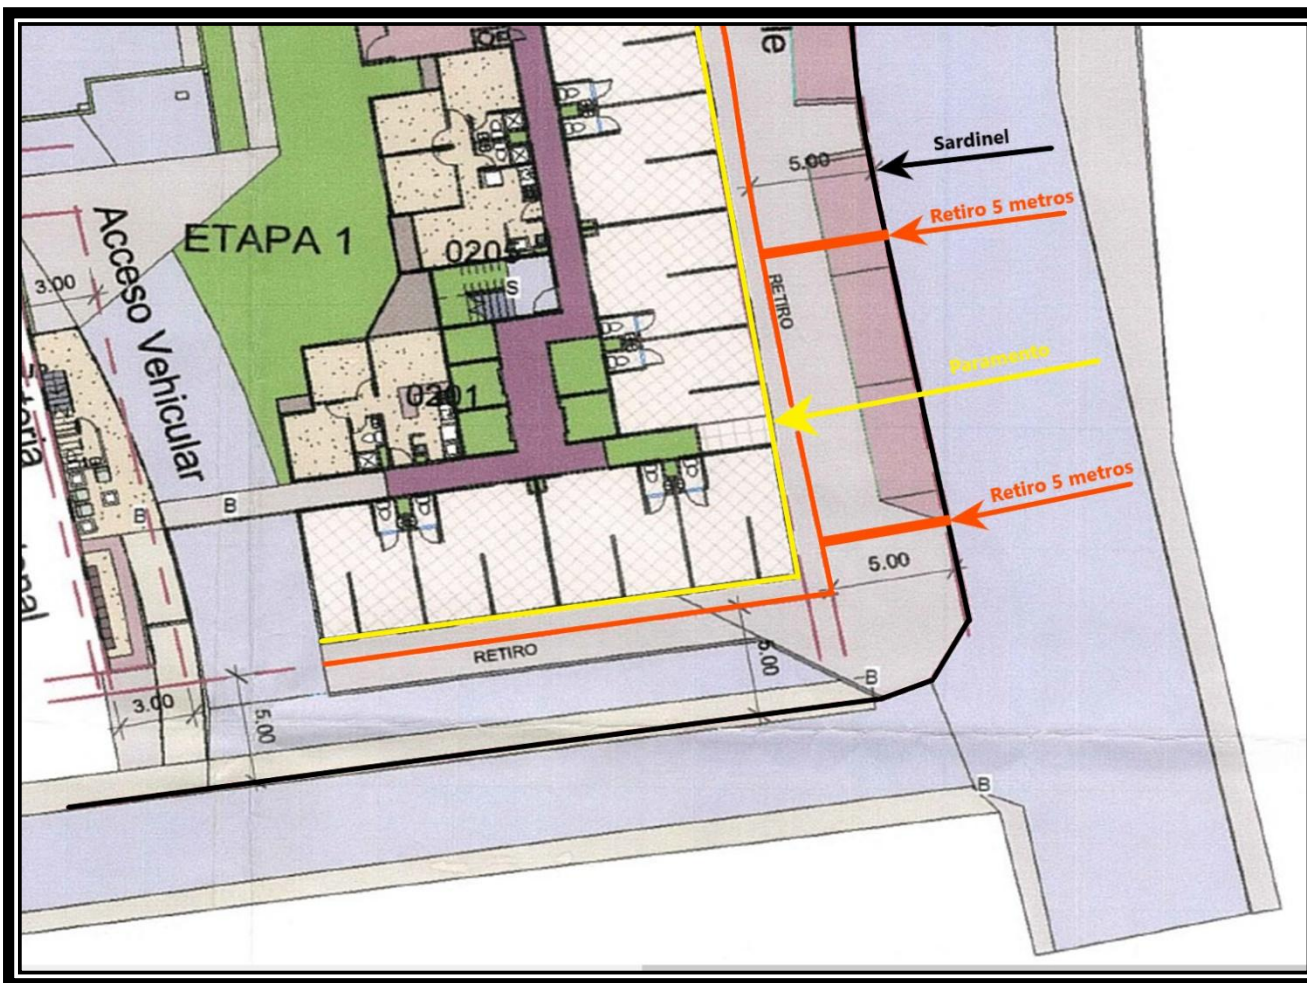 Sardinel
5.00
Retiro 5 metros
Acceso Vehicular
ETAPA 1
0205
3.00
S
RETIRO
Paramento
0201
Retiro 5 metros
B
B
5.00
RETIRO
5.00
B
3.00
5.00
B